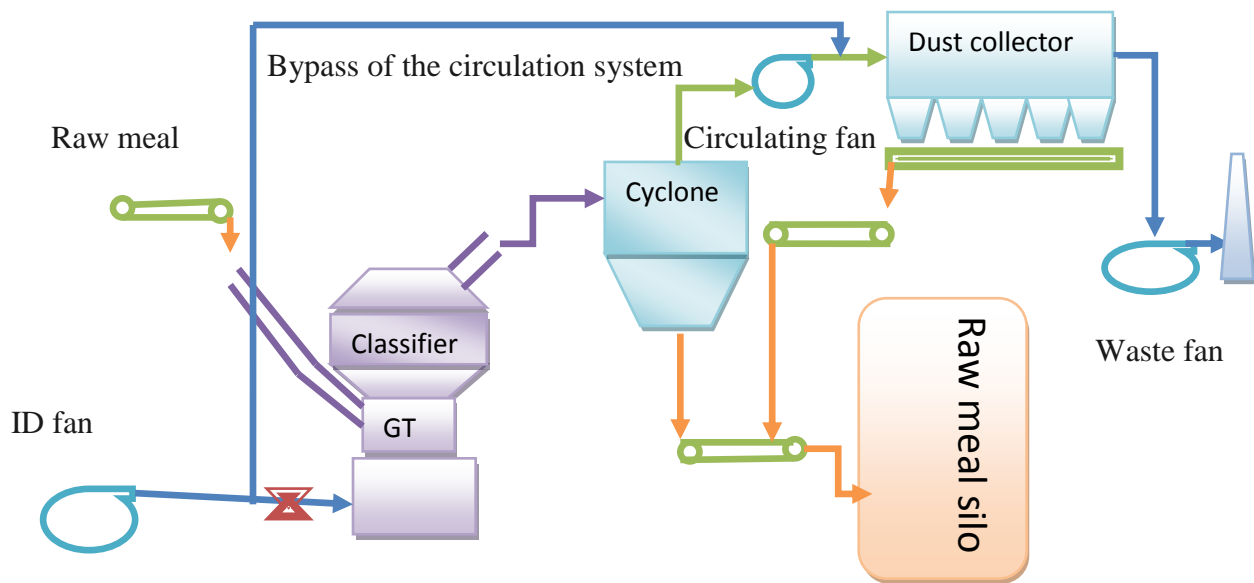 Dust collector
Bypass of the circulation system
Raw meal
Circulating fan
Cyclone
Classifier
Raw meal silo
Waste fan
GT
ID fan